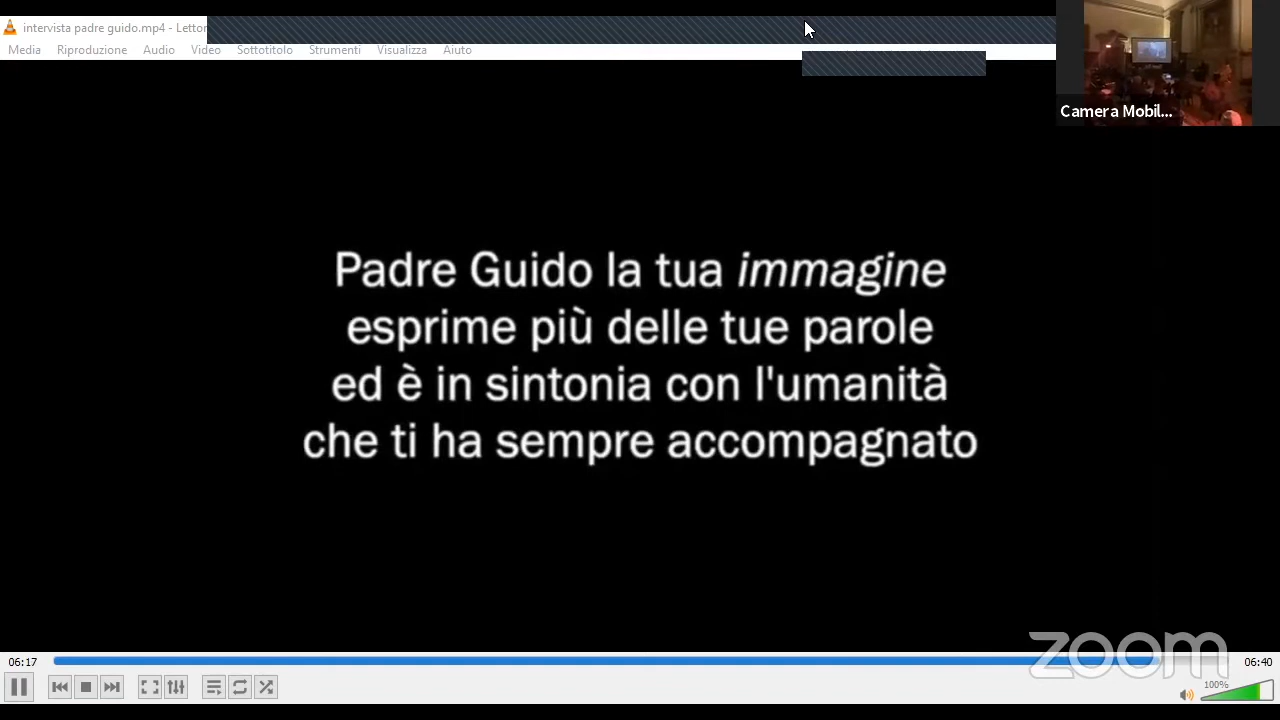 intervista padre guido.mp4 - Lettor
Media Riproduzione Audio Video Sottotitolo Strumenti Visualizza Aiuto
Camera Mobil...
Padre Guido la tua immagine
esprime più delle tue parole
ed è in sintonia con l'umanità
che ti ha sempre accompagnato
zoom
06:17
06:40
100%